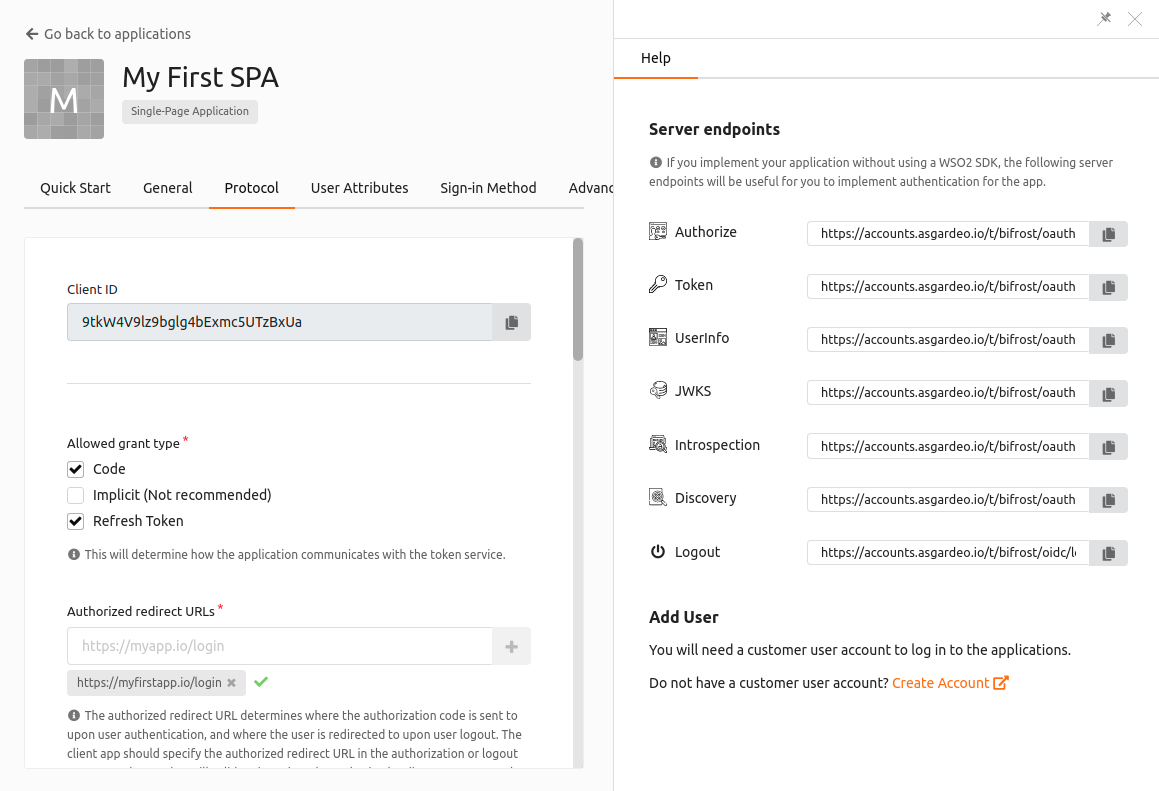 Go back to applications
M
My First SPA
Single-Page Application
Quick Start General Protocol User Attributes Sign-in Method Advanc
Client ID
9tkW4V9lz9bglg4bExmc5UTzBxUa
Allowed grant type *
Code
Implicit (Not recommended)
Refresh Token
This will determine how the application communicates with the token service.
Authorized redirect URLs *
https://myapp.io/login
https://myfirstapp.io/login
The authorized redirect URL determines where the authorization code is sent to
upon user authentication, and where the user is redirected to upon user logout. The
client app should specify the authorized redirect URL in the authorization or logout
Help
Server endpoints
If you implement your application without using a WSO2 SDK, the following server
endpoints will be useful for you to implement authentication for the app.
Authorize https://accounts.asgardeo.io/t/bifrost/oauth
Token https://accounts.asgardeo.io/t/bifrost/oauth
UserInfo https://accounts.asgardeo.io/t/bifrost/oauth
JWKS https://accounts.asgardeo.io/t/bifrost/oauth
Introspection https://accounts.asgardeo.io/t/bifrost/oauth
Discovery https://accounts.asgardeo.io/t/bifrost/oauth
Logout https://accounts.asgardeo.io/t/bifrost/oidc/l
Add User
You will need a customer user account to log in to the applications.
Do not have a customer user account? Create Account